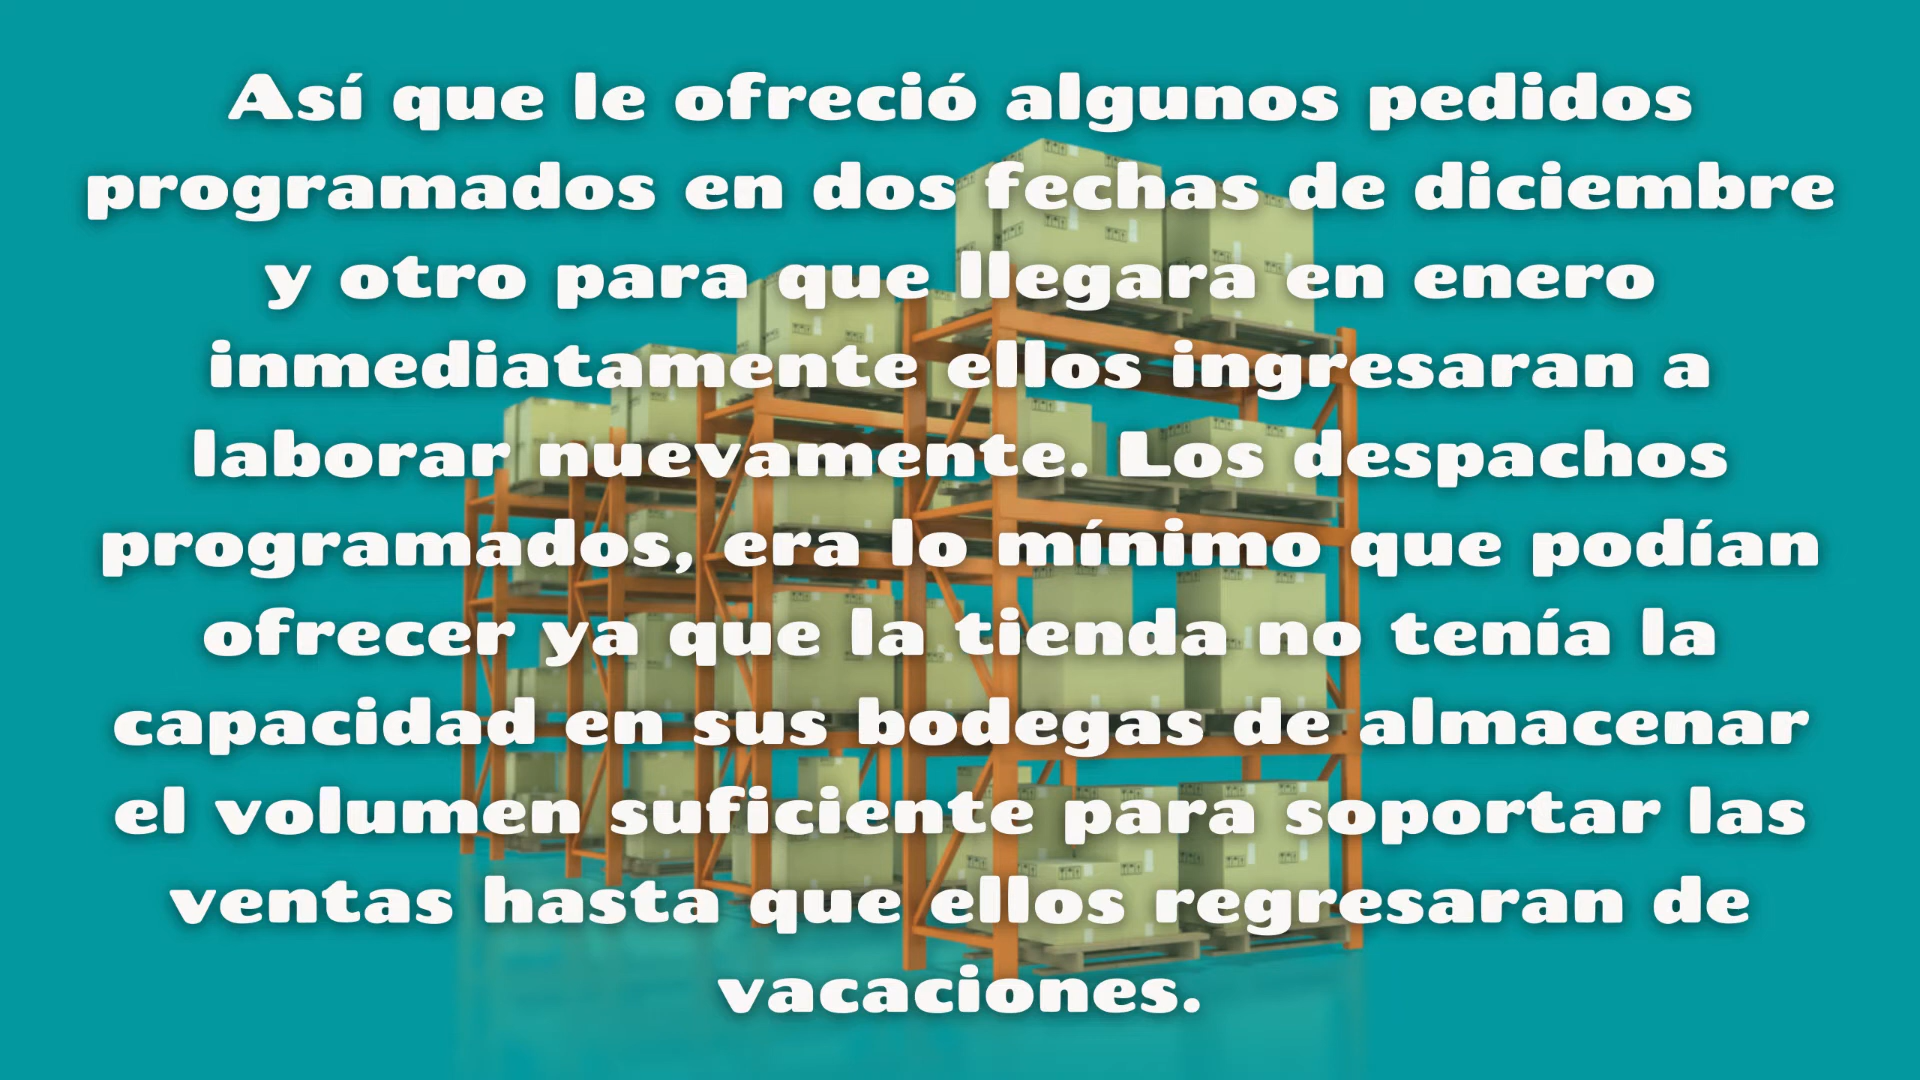 Así que le ofreció algunos pedidos
programados en dos fechas de diciembre
y otro para que llegara en enero
inmediatamente ellos ingresaran a
laborar nuevamente. Los despachos
programados, era lo mínimo que podían
ofrecer ya que la tienda no tenía la
capacidad en sus bodegas de almacenar
el volumen suficiente para soportar las
ventas hasta que ellos regresaran de
vacaciones.